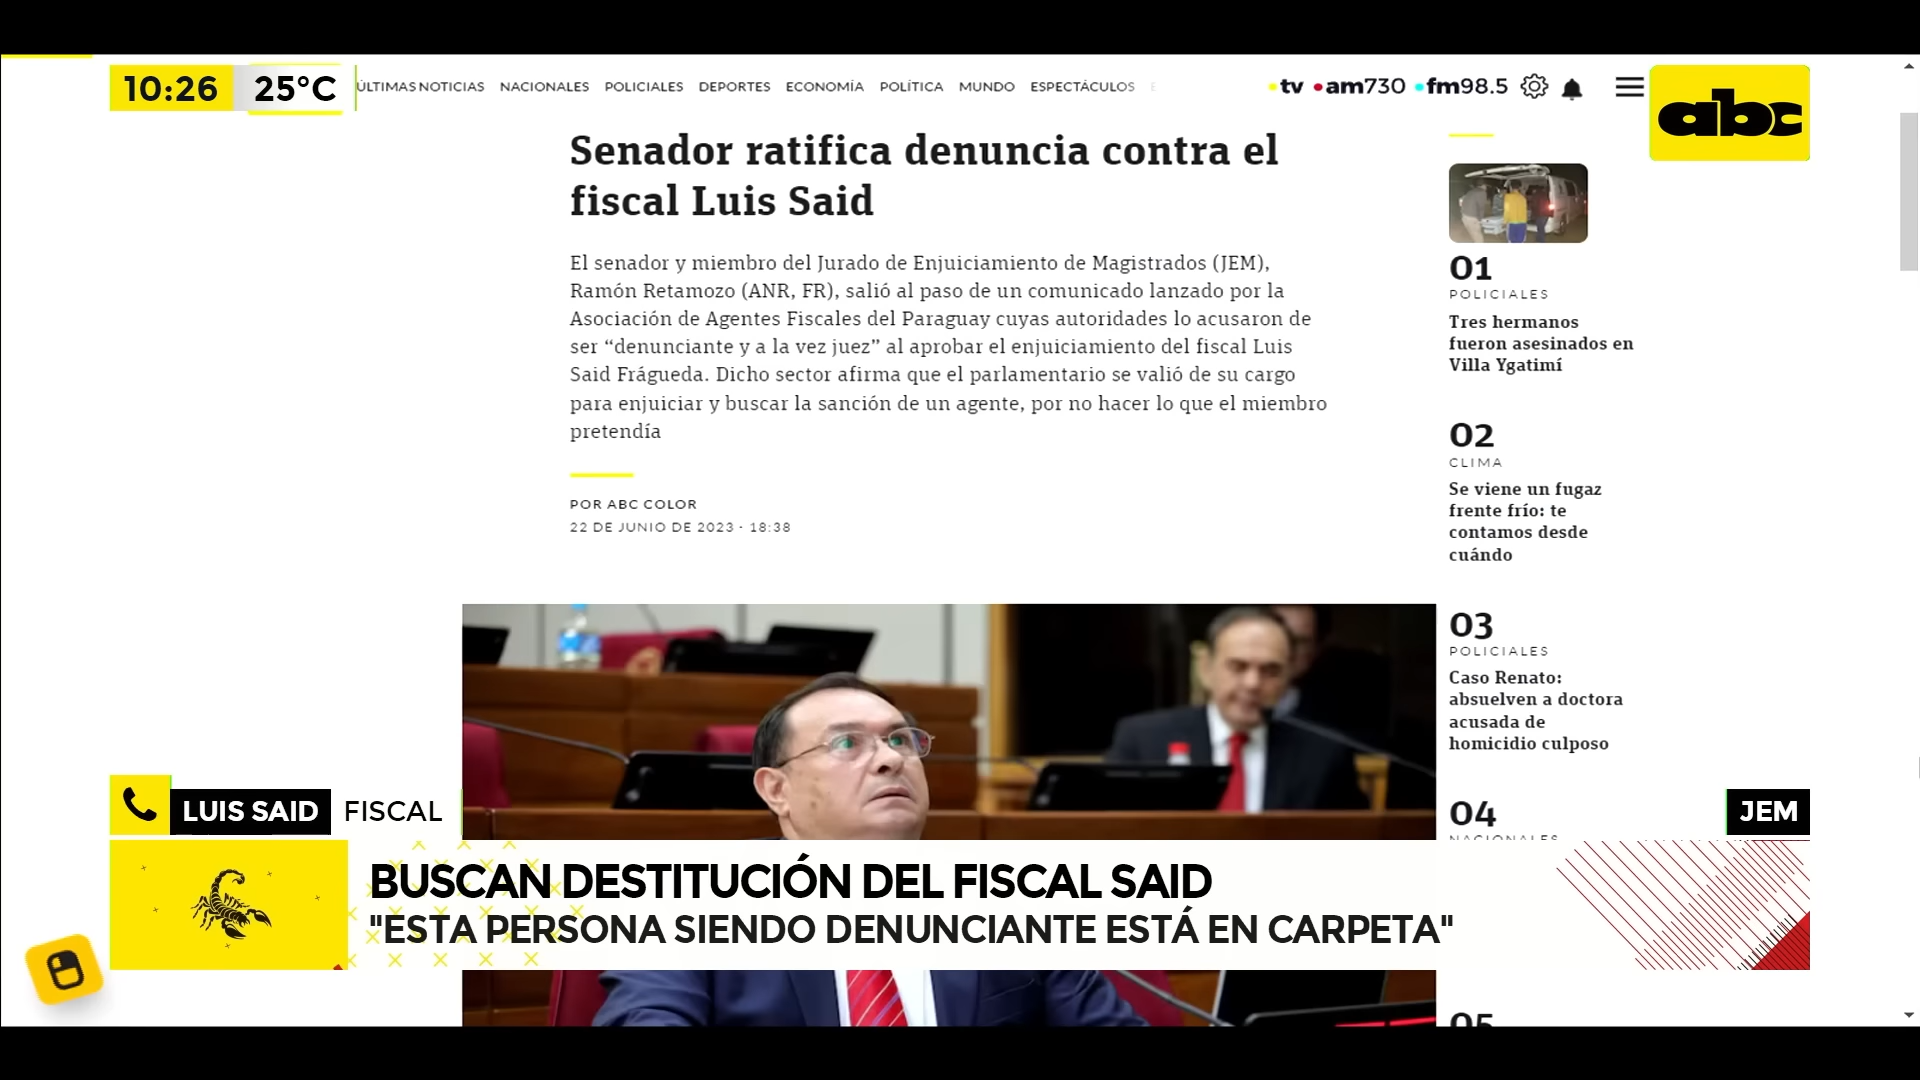 10:26
25°C
ÚLTIMAS NOTICIAS NACIONALES POLICIALES DEPORTES ECONOMÍA POLÍTICA MUNDO ESPECTÁCULOS
tv am730 fm98.5
abc
Senador ratifica denuncia contra el
fiscal Luis Said
El senador y miembro del Jurado de Enjuiciamiento de Magistrados (JEM),
Ramón Retamozo (ANR, FR), salió al paso de un comunicado lanzado por la
Asociación de Agentes Fiscales del Paraguay cuyas autoridades lo acusaron de
ser “denunciante y a la vez juez” al aprobar el enjuiciamiento del fiscal Luis
Said Frágueda. Dicho sector afirma que el parlamentario se valió de su cargo
para enjuiciar y buscar la sanción de un agente, por no hacer lo que el miembro
pretendía
POR ABC COLOR
22 DE JUNIO DE 2023 - 18:38
01
POLICIALES
Tres hermanos
fueron asesinados en
Villa Ygatimí
02
CLIMA
Se viene un fugaz
frente frío: te
contamos desde
cuándo
03
POLICIALES
Caso Renato:
absuelven a doctora
acusada de
homicidio culposo
04
NACIONALES
05
LUIS SAID FISCAL
JEM
BUSCAN DESTITUCIÓN DEL FISCAL SAID
"ESTA PERSONA SIENDO DENUNCIANTE ESTÁ EN CARPETA"